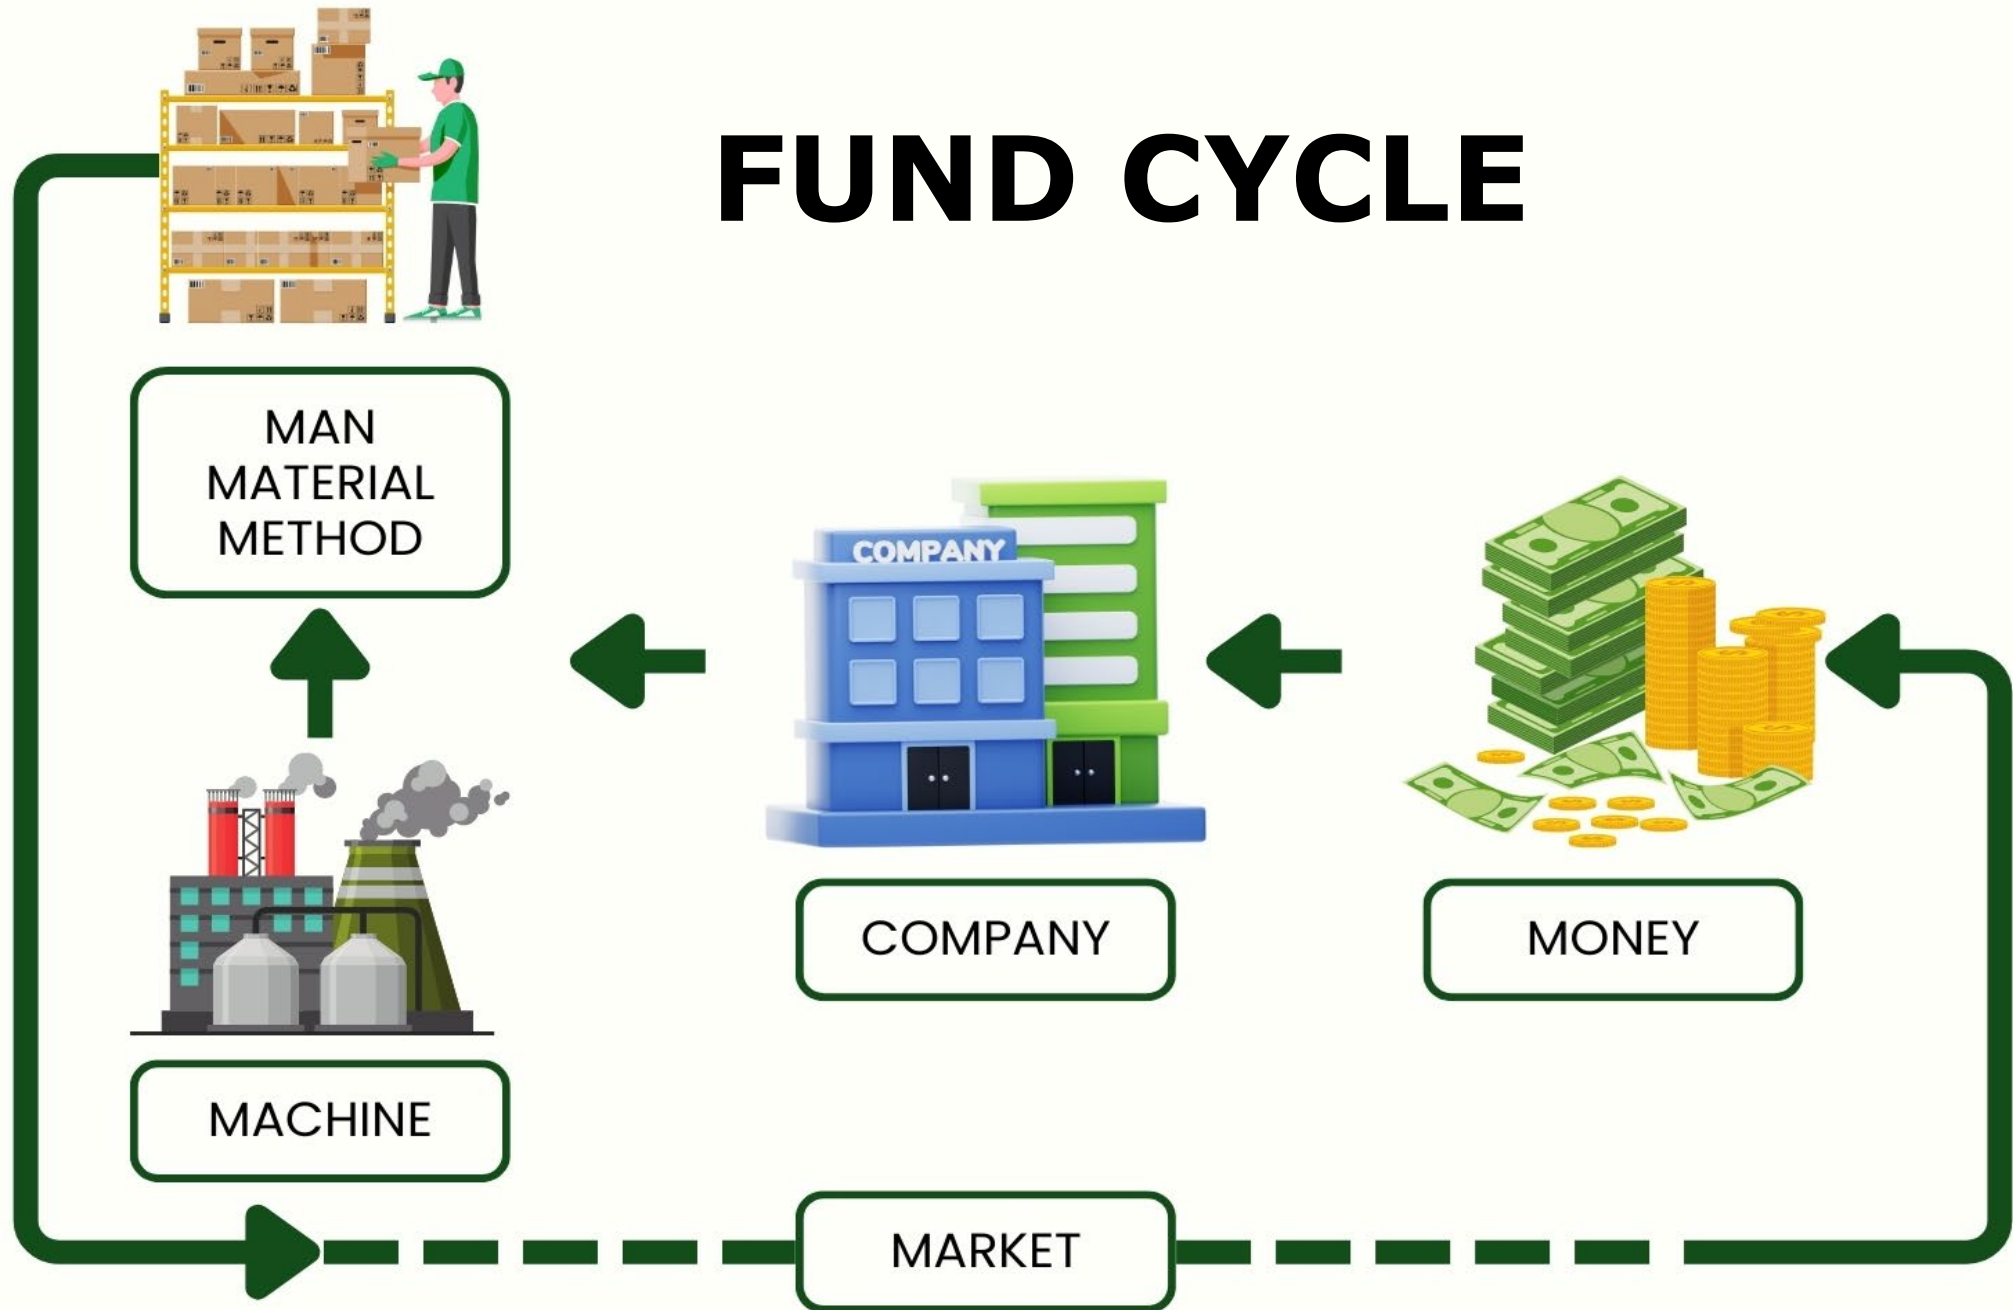 FUND CYCLE
MAN
MATERIAL
METHOD
COMPANY
COMPANY
MONEY
MACHINE
MARKET